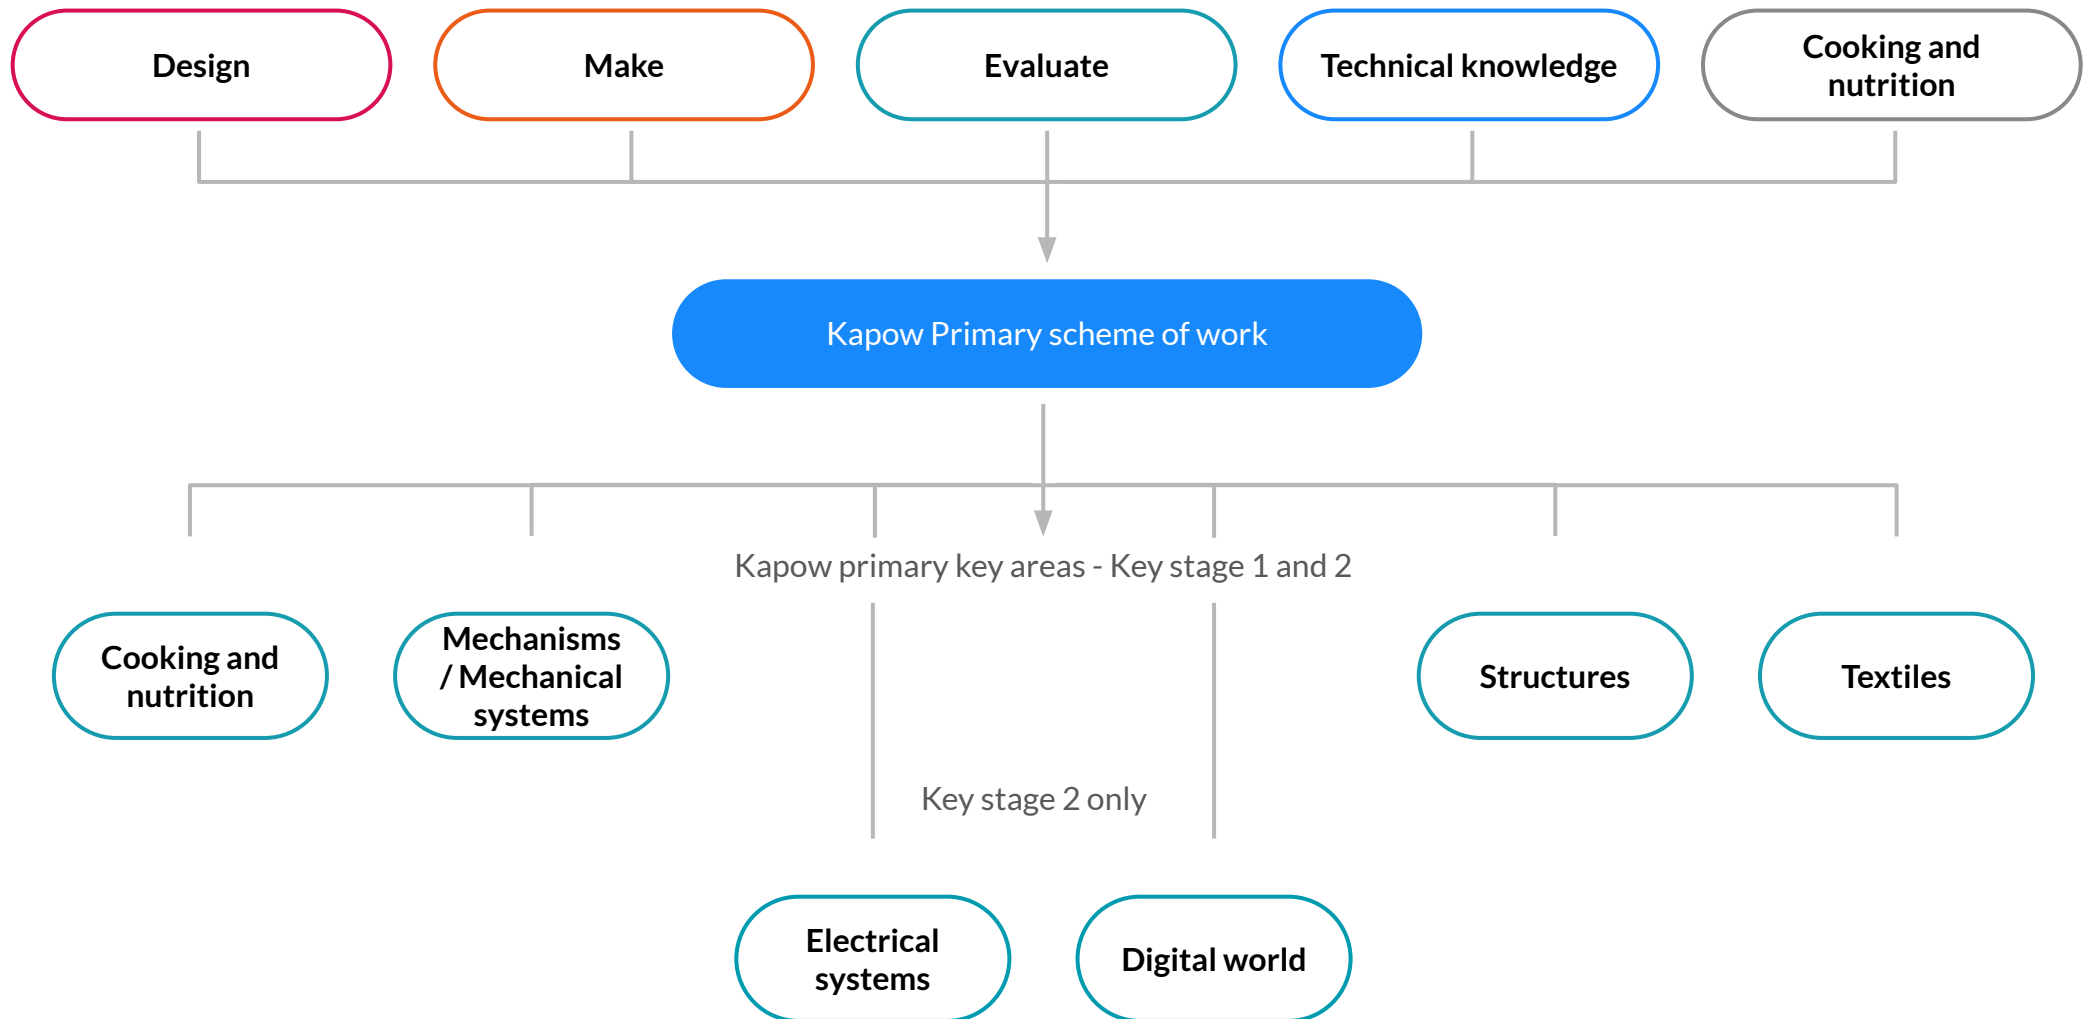 Design
Make
Evaluate
Technical knowledge
Cooking and
nutrition
Kapow Primary scheme of work
Kapow primary key areas - Key stage 1 and 2
Cooking and
nutrition
Mechanisms
/ Mechanical
systems
Structures
Textiles
Key stage 2 only
Electrical
systems
Digital world